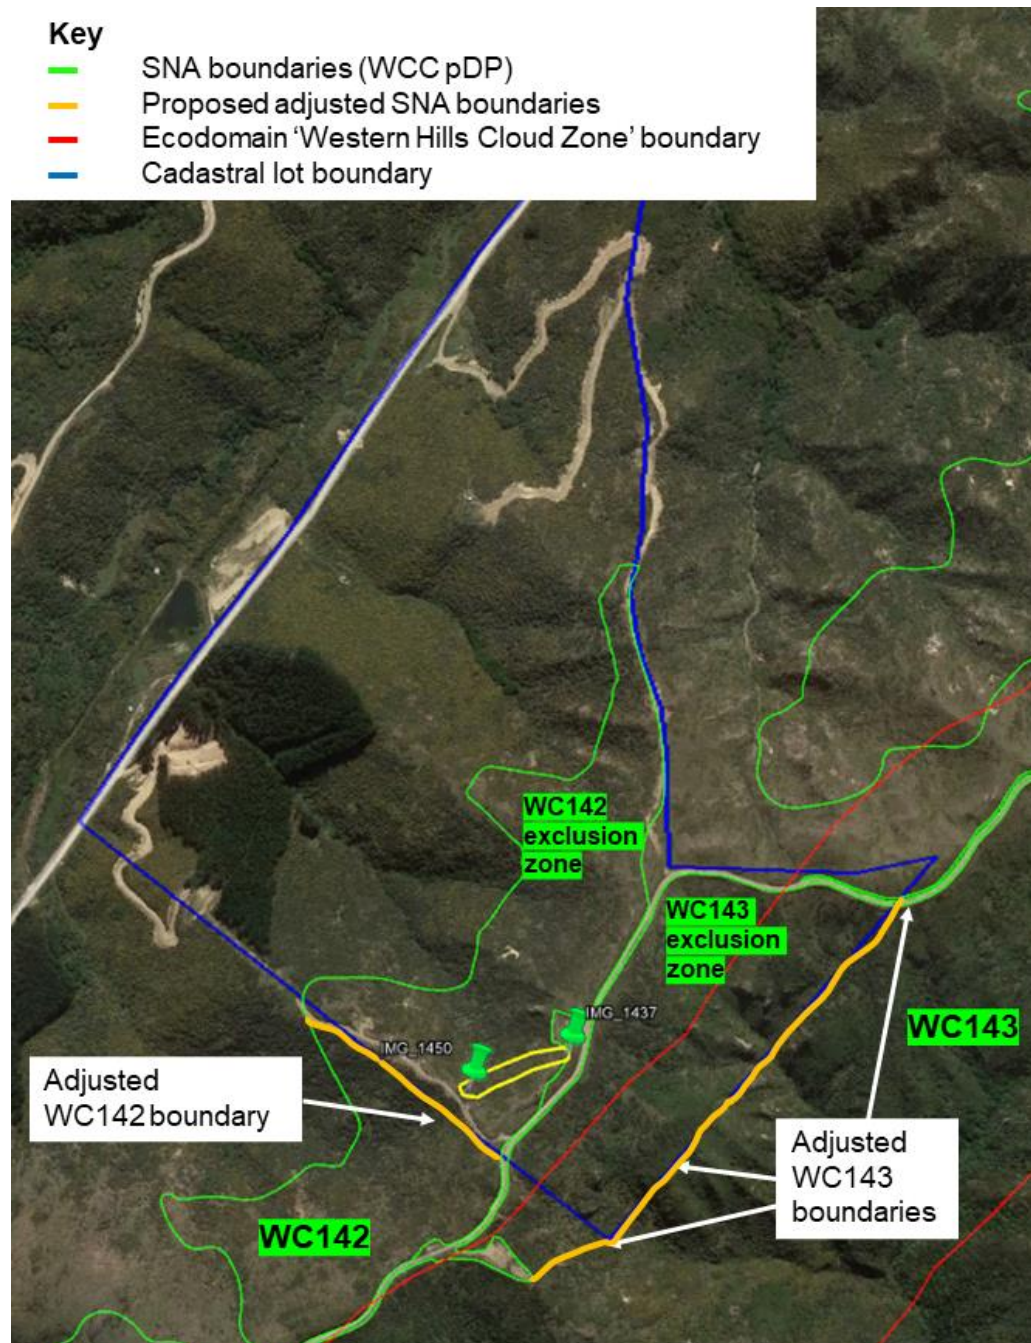 Key
SNA boundaries (WCC pDP)
Proposed adjusted SNA boundaries
Ecodomain ‘Western Hills Cloud Zone’ boundary
Cadastral lot boundary
WC142
exclusion
zone
WC143
exclusion
zone
IMG_1437
WC143
IMG_1450
Adjusted
WC142 boundary
Adjusted
WC143
boundaries
WC142